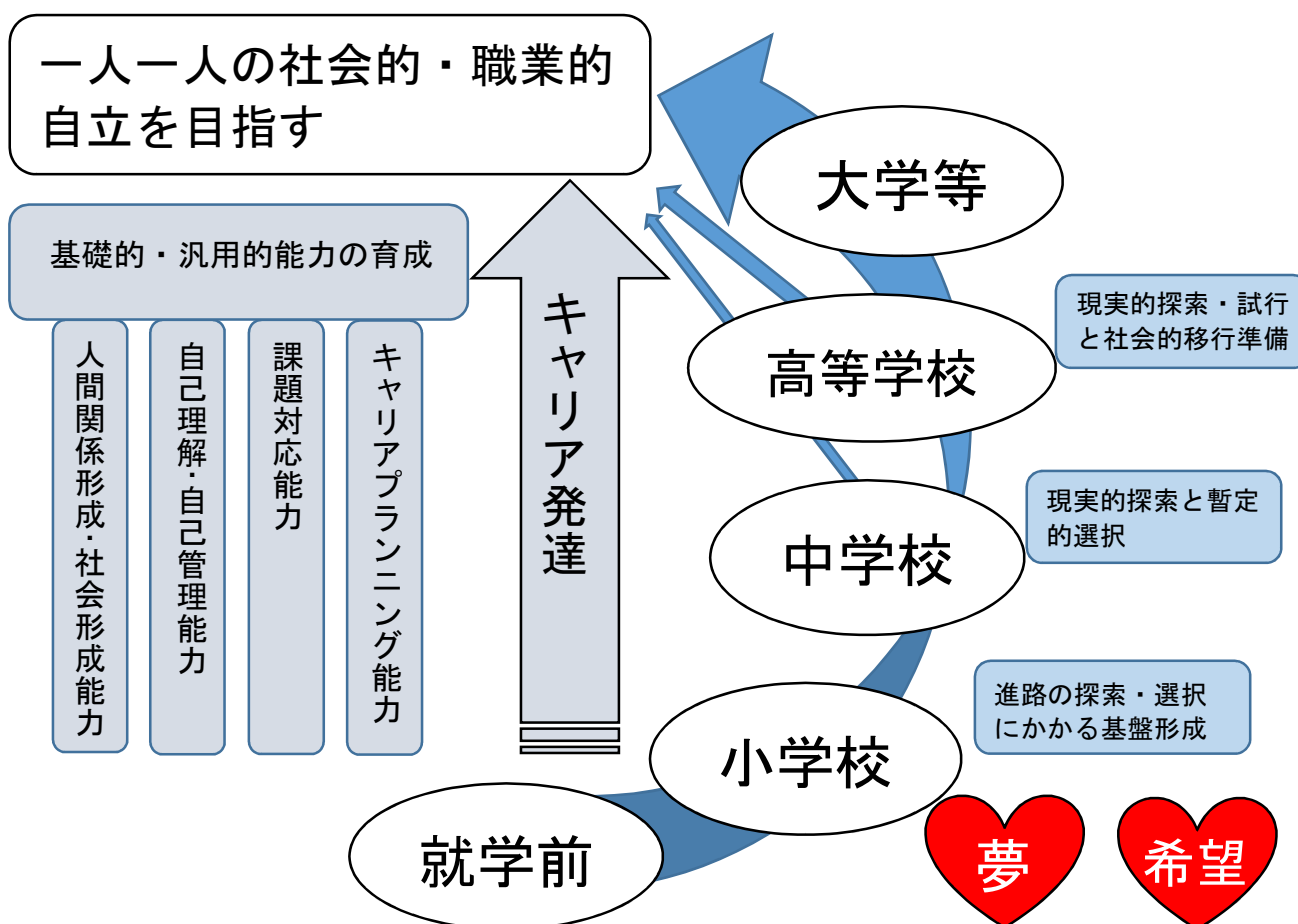 一人一人の社会的・職業的
自立を目指す
基礎的・汎用的能力の育成
人間関係形成・社会形成能力
自己理解・自己管理能力
課題対応能力
キャリアプランニング能力
キャリア発達
大学等
高等学校
現実的探索・試行
と社会的移行準備
中学校
現実的探索と暫定
的選択
小学校
進路の探索・選択
にかかる基盤形成
就学前
夢
希望